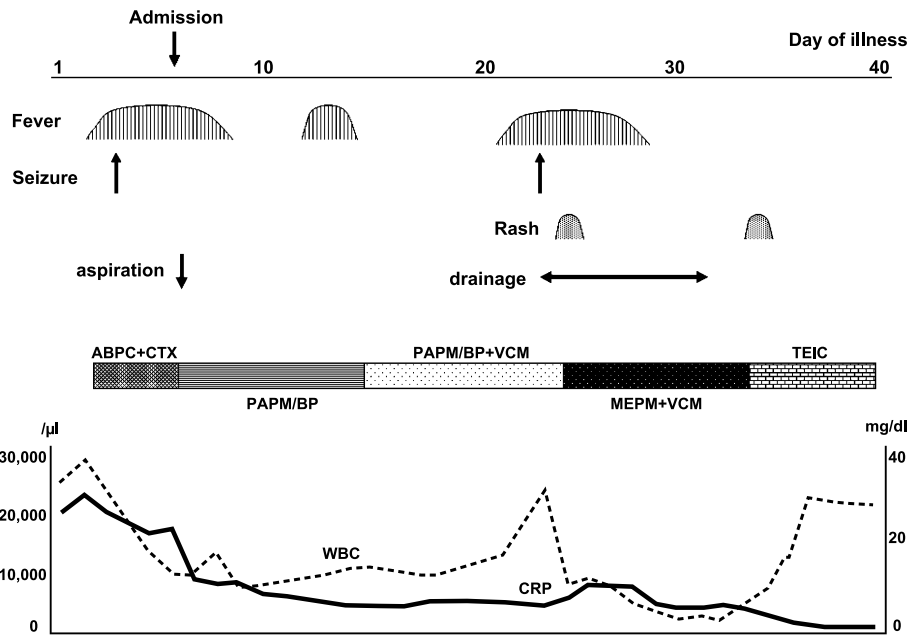 Admission
Day of illness
1 10 20 30 40
Fever
Seizure
Rash
aspiration
drainage
ABPC+CTX PAPM/BP+VCM TEIC
PAPM/BP MEPM+VCM
/µl mg/dl
30,000 40
20,000 20
WBC
10,000 10
CRP
0 0